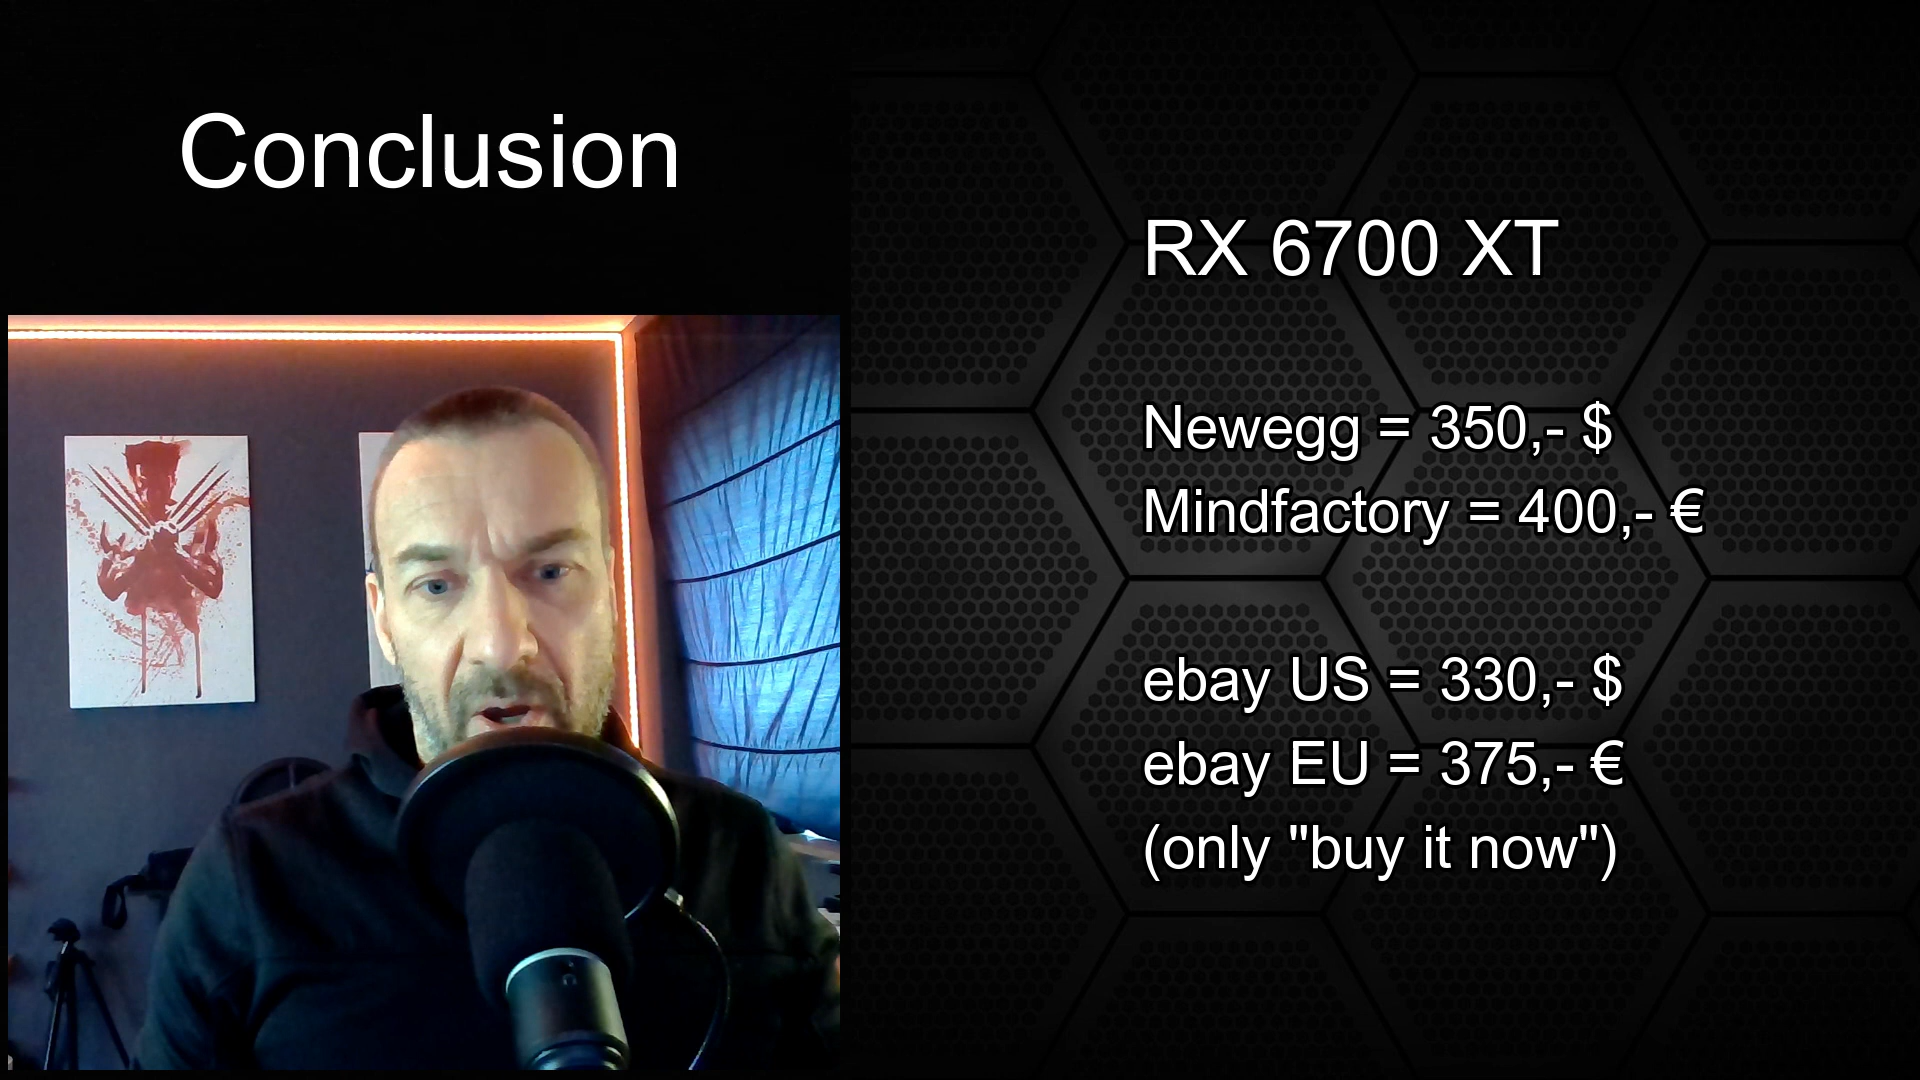 Conclusion
RX 6700 XT
Newegg = 350,- $
Mindfactory = 400,- €
ebay US = 330,- $
ebay EU = 375,- €
(only "buy it now")